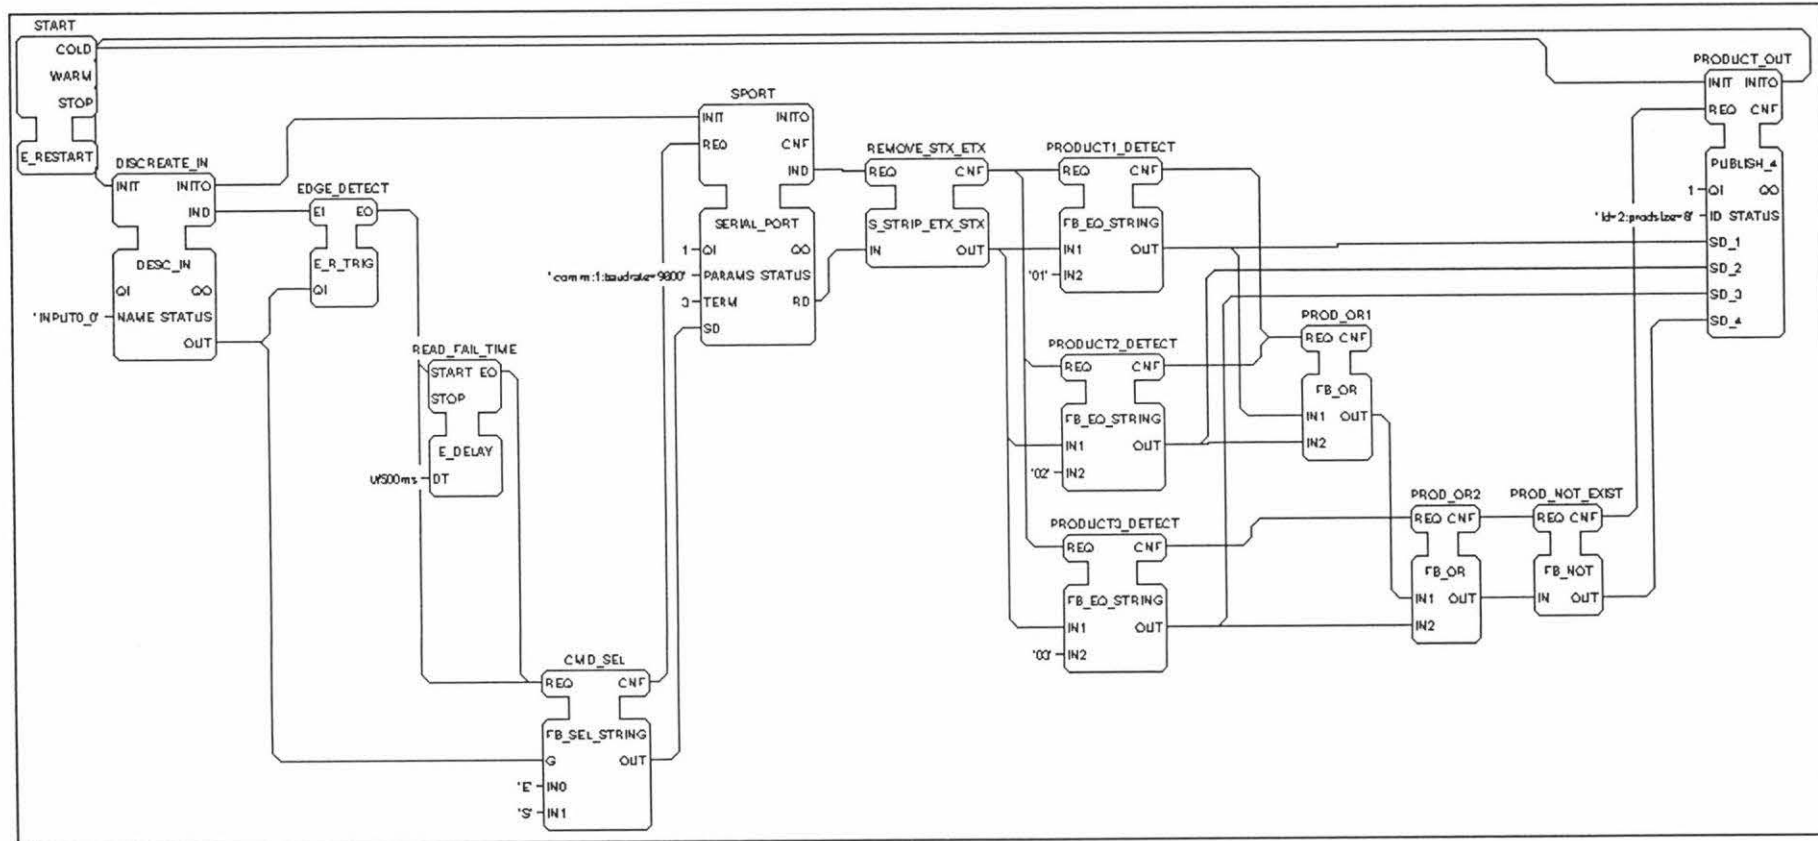 START
COLD
WARM
STOP
E_RESTART
DISCREATE_IN
INIT INITO
IND
DESC_IN
QI QO
'INPUT0_0' NAME STATUS
OUT
EDGE_DETECT
EI EO
E_R_TRIG
QI
READ_FAIL_TIME
START EO
STOP
E_DELAY
DT
CMD_SEL
REQ CNF
FB_SEL_STRING
G OUT
'E' IN0
'S' IN1
SPORT
INIT INITO
REQ CNF
IND
SERIAL_PORT
1 QI QO
PARAMS STATUS
3 TERM RD
SD
REMOVE_STX_ETX
REQ CNF
S_STRIP_ETX_STX
IN OUT
PRODUCT1_DETECT
REQ CNF
FB_EQ_STRING
IN1 OUT
'01' IN2
PRODUCT2_DETECT
REQ CNF
FB_EQ_STRING
IN1 OUT
'02' IN2
PRODUCT3_DETECT
REQ CNF
FB_EQ_STRING
IN1 OUT
'03' IN2
PROD_OR1
REQ CNF
FB_OR
IN1 OUT
IN2
PROD_OR2
REQ CNF
FB_OR
IN1 OUT
IN2
PROD_NOT_EXIST
REQ CNF
FB_NOT
IN OUT
PRODUCT_OUT
INIT INITO
REQ CNF
PUBLISH_4
1 QI QO
'id=2:prodsize=8' ID STATUS
SD_1
SD_2
SD_3
SD_4